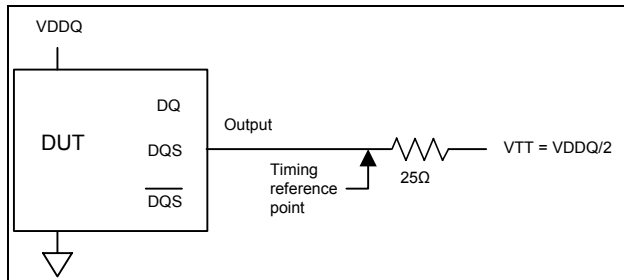 VDDQ
DUT
DQ
DQS
DQS
Output
Timing
reference
point
25Ω
VTT = VDDQ/2